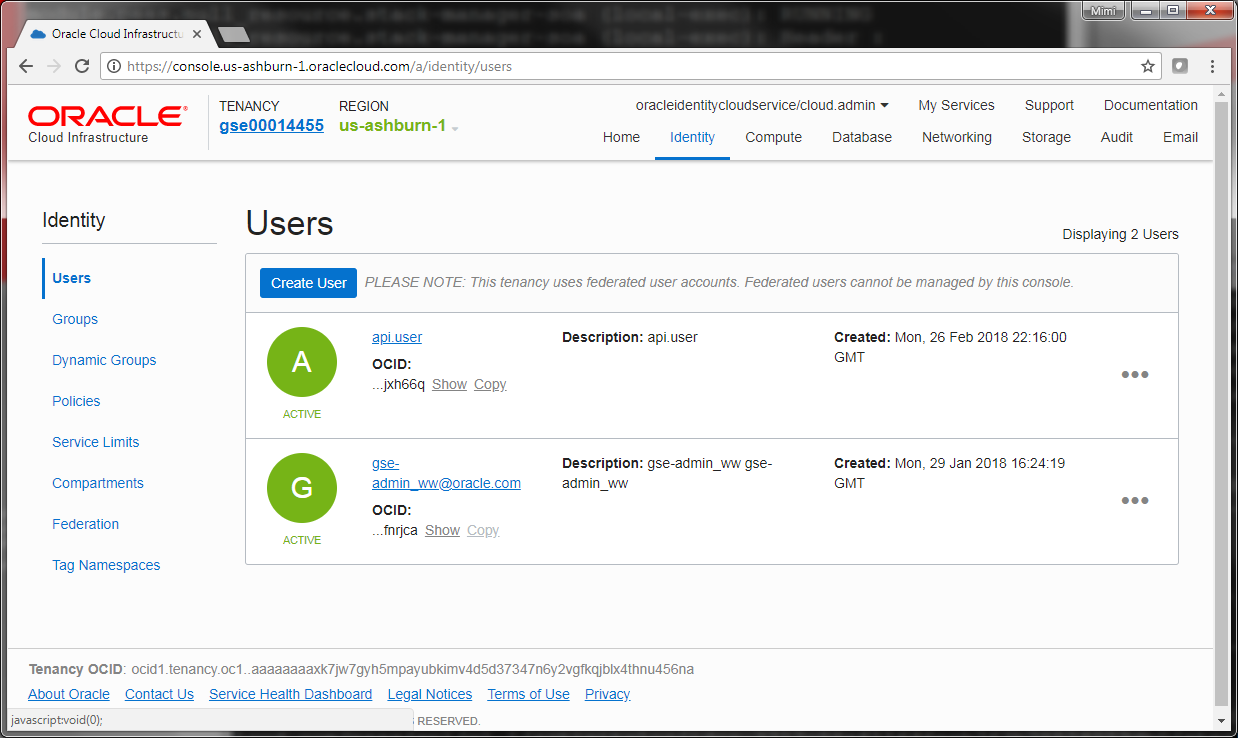 Mimi
Oracle Cloud Infrastructu
https://console.us-ashburn-1.oraclecloud.com/a/identity/users
ORACLE®
Cloud Infrastructure
TENANCY
gse00014455
REGION
us-ashburn-1
oracleidentitycloudservice/cloud.admin My Services Support Documentation
Home Identity Compute Database Networking Storage Audit Email
Identity
Users
Groups
Dynamic Groups
Policies
Service Limits
Compartments
Federation
Tag Namespaces
Users
Displaying 2 Users
Create User PLEASE NOTE: This tenancy uses federated user accounts. Federated users cannot be managed by this console.
A
ACTIVE
api.user
OCID:
...jxh66q Show Copy
Description: api.user
Created: Mon, 26 Feb 2018 22:16:00
GMT
•••
G
ACTIVE
gse-
admin_ww@oracle.com
OCID:
...fnrjca Show Copy
Description: gse-admin_ww gse-
admin_ww
Created: Mon, 29 Jan 2018 16:24:19
GMT
•••
Tenancy OCID: ocid1.tenancy.oc1..aaaaaaaaxk7jw7gyh5mpayubkimv4d5d37347n6y2vgfkqjblx4thnu456na
About Oracle Contact Us Service Health Dashboard Legal Notices Terms of Use Privacy
javascript:void(0);
RESERVED.